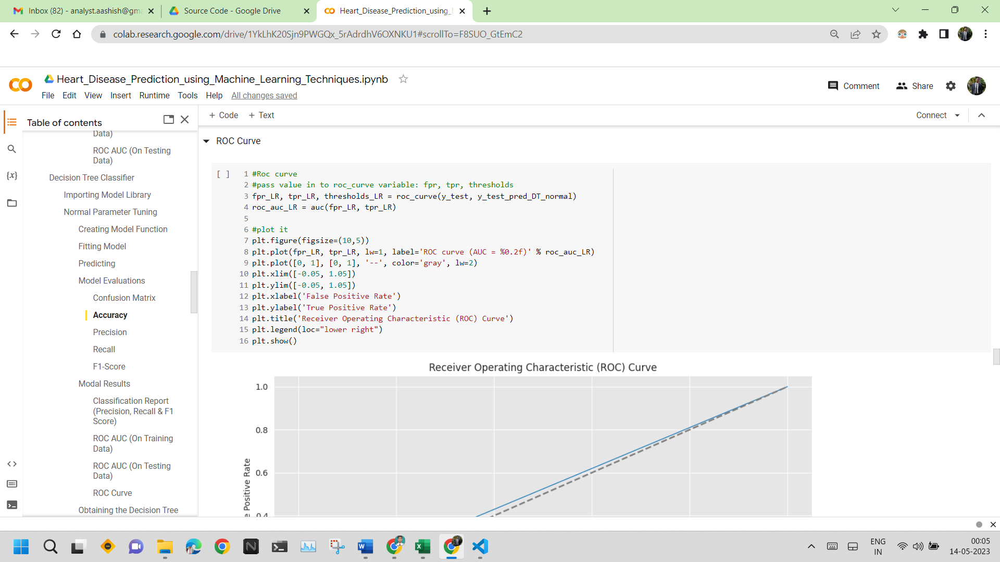 Inbox (82) - analyst.aashish@gm
Source Code - Google Drive
Heart_Disease_Prediction_using_M
colab.research.google.com/drive/1YkLhK20Sjn9PWGQx_5rAdrdhV6OXNKU1#scrollTo=F8SUO_GtEmC2
Heart_Disease_Prediction_using_Machine_Learning_Techniques.ipynb
File Edit View Insert Runtime Tools Help All changes saved
Comment Share
Table of contents
+ Code + Text
Connect
Data)
ROC AUC (On Testing
Data)
Decision Tree Classifier
Importing Model Library
Normal Parameter Tuning
Creating Model Function
Fitting Model
Predicting
Model Evaluations
Confusion Matrix
Accuracy
Precision
Recall
F1-Score
Modal Results
Classification Report
(Precision, Recall & F1
Score)
ROC AUC (On Training
Data)
ROC AUC (On Testing
Data)
ROC Curve
Obtaining the Decision Tree
ROC Curve
[ ]
1 #Roc curve
2 #pass value in to roc_curve variable: fpr, tpr, thresholds
3 fpr_LR, tpr_LR, thresholds_LR = roc_curve(y_test, y_test_pred_DT_normal)
4 roc_auc_LR = auc(fpr_LR, tpr_LR)
5
6 #plot it
7 plt.figure(figsize=(10,5))
8 plt.plot(fpr_LR, tpr_LR, lw=1, label='ROC curve (AUC = %0.2f)' % roc_auc_LR)
9 plt.plot([0, 1], [0, 1], '--', color='gray', lw=2)
10 plt.xlim([-0.05, 1.05])
11 plt.ylim([-0.05, 1.05])
12 plt.xlabel('False Positive Rate')
13 plt.ylabel('True Positive Rate')
14 plt.title('Receiver Operating Characteristic (ROC) Curve')
15 plt.legend(loc="lower right")
16 plt.show()
Receiver Operating Characteristic (ROC) Curve
1.0
0.8
0.6
0.4
e Positive Rate
ENG
IN
00:05
14-05-2023